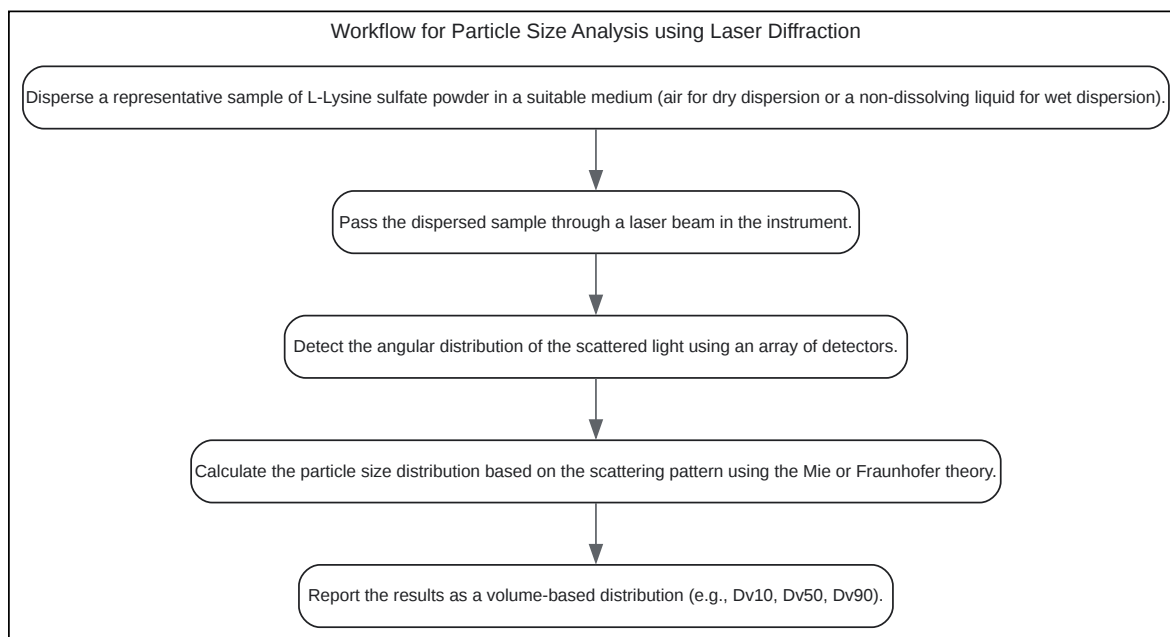 Workflow for Particle Size Analysis using Laser Diffraction
Disperse a representative sample of L-Lysine sulfate powder in a suitable medium (air for dry dispersion or a non-dissolving liquid for wet dispersion).
Pass the dispersed sample through a laser beam in the instrument.
Detect the angular distribution of the scattered light using an array of detectors.
Calculate the particle size distribution based on the scattering pattern using the Mie or Fraunhofer theory.
Report the results as a volume-based distribution (e.g., Dv10, Dv50, Dv90).